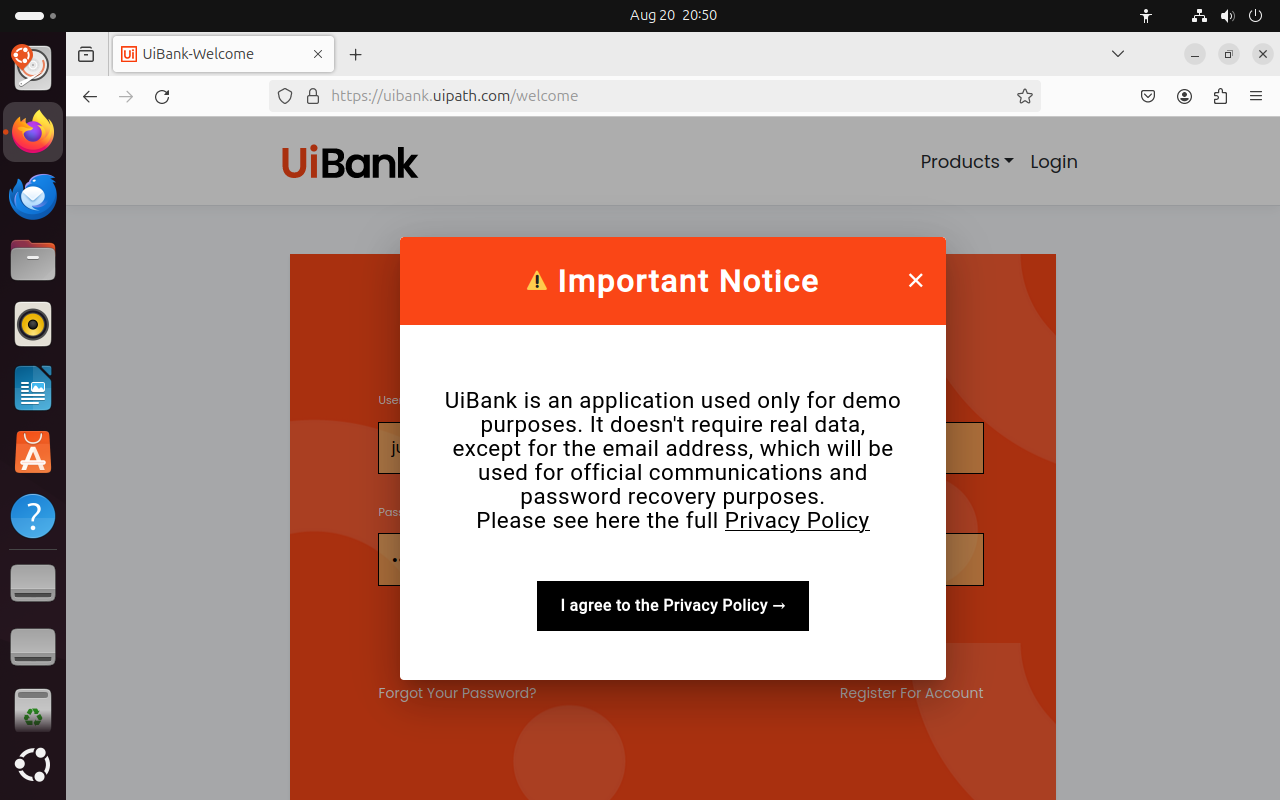 Aug 20 20:50
UiBank-Welcome
https://uibank.uipath.com/welcome
UiBank
Products
Login
⚠ Important Notice
×
UiBank is an application used only for demo
purposes. It doesn't require real data,
except for the email address, which will be
used for official communications and
password recovery purposes.
Please see here the full Privacy Policy
I agree to the Privacy Policy →
Forgot Your Password?
Register For Account